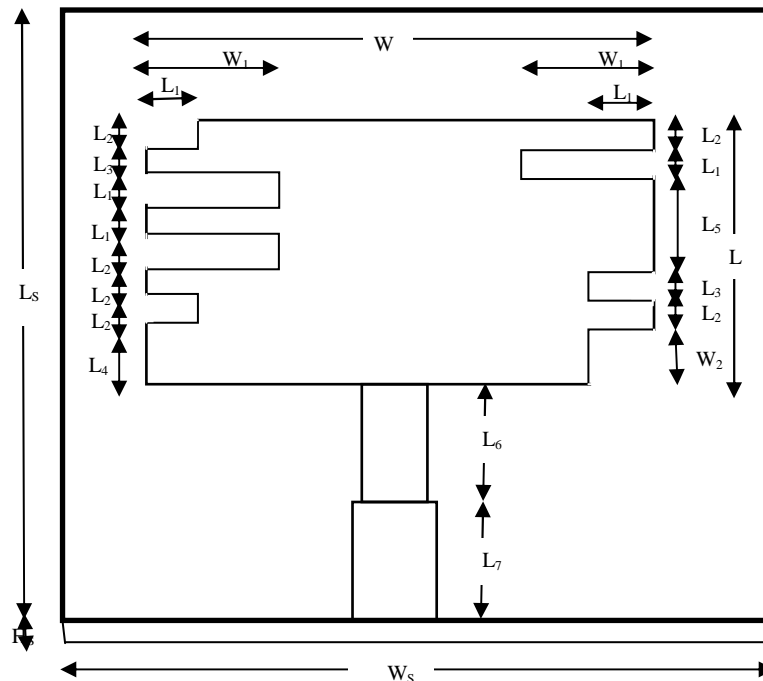 W
W₁ W₁
L₁ L₁
L₂ L₂
L₃ L₁
L₁
L₁ L₅
L₂ L
L₂ L₃
L₂ L₂
L₄ W₂
Lₛ
L₆
L₇
Wₛ